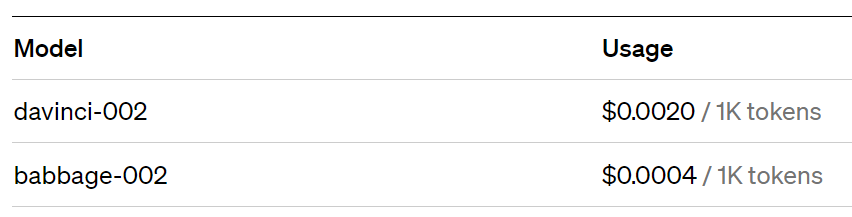 Model Usage
davinci-002 $0.0020 / 1K tokens
babbage-002 $0.0004 / 1K tokens